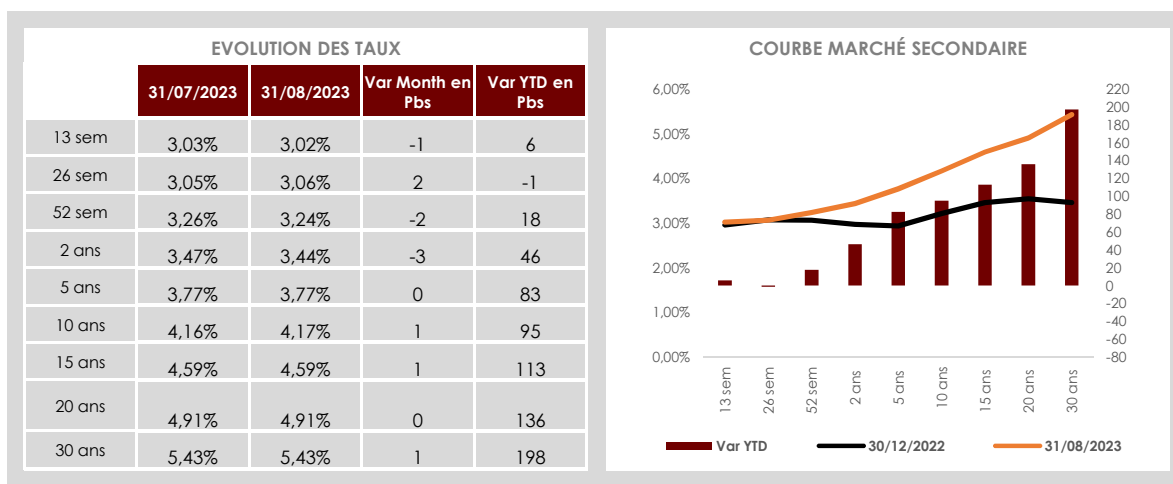 EVOLUTION DES TAUX
31/07/2023 31/08/2023 Var Month en Pbs Var YTD en Pbs
13 sem 3,03% 3,02% -1 6
26 sem 3,05% 3,06% 2 -1
52 sem 3,26% 3,24% -2 18
2 ans 3,47% 3,44% -3 46
5 ans 3,77% 3,77% 0 83
10 ans 4,16% 4,17% 1 95
15 ans 4,59% 4,59% 1 113
20 ans 4,91% 4,91% 0 136
30 ans 5,43% 5,43% 1 198
COURBE MARCHÉ SECONDAIRE
6,00%
5,00%
4,00%
3,00%
2,00%
1,00%
0,00%
220
200
180
160
140
120
100
80
60
40
20
0
-20
-40
-60
-80
13 sem
26 sem
52 sem
2 ans
5 ans
10 ans
15 ans
20 ans
30 ans
Var YTD 30/12/2022 31/08/2023